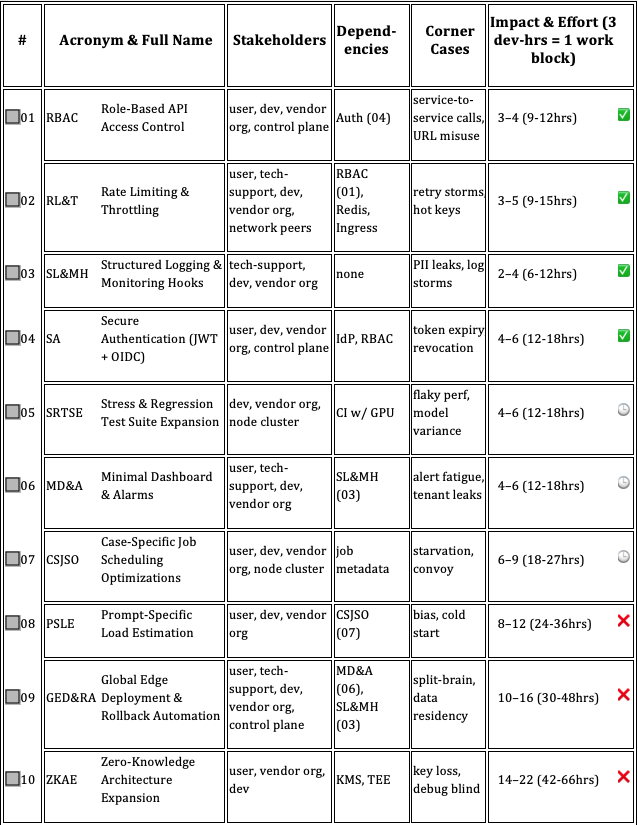 #
Acronym & Full Name
Stakeholders
Depend-
encies
Corner
Cases
Impact & Effort (3
dev-hrs = 1 work
block)
01
RBAC
Role-Based API
Access Control
user, dev, vendor
org, control plane
Auth (04)
service-to-
service calls,
URL misuse
3–4 (9-12hrs)
02
RL&T
Rate Limiting &
Throttling
user, tech-
support, dev,
vendor org,
network peers
RBAC
(01),
Redis,
Ingress
retry storms,
hot keys
3–5 (9-15hrs)
03
SL&MH
Structured Logging &
Monitoring Hooks
tech-support,
dev, vendor org
none
PII leaks, log
storms
2–4 (6-12hrs)
04
SA
Secure
Authentication (JWT
+ OIDC)
user, dev, vendor
org, control plane
IdP, RBAC
token expiry
revocation
4–6 (12-18hrs)
05
SRTSE
Stress & Regression
Test Suite Expansion
dev, vendor org,
node cluster
CI w/ GPU
flaky perf,
model
variance
4–6 (12-18hrs)
06
MD&A
Minimal Dashboard
& Alarms
user, tech-
support, dev,
vendor org
SL&MH
(03)
alert fatigue,
tenant leaks
4–6 (12-18hrs)
07
CSJSO
Case-Specific Job
Scheduling
Optimizations
user, dev, vendor
org, node cluster
job
metadata
starvation,
convoy
6–9 (18-27hrs)
08
PSLE
Prompt-Specific
Load Estimation
user, dev, vendor
org
CSJSO
(07)
bias, cold
start
8–12 (24-36hrs)
09
GED&RA
Global Edge
Deployment &
Rollback Automation
user, tech-
support, dev,
vendor org,
control plane
MD&A
(06),
SL&MH
(03)
split-brain,
data
residency
10–16 (30-48hrs)
10
ZKAE
Zero-Knowledge
Architecture
Expansion
user, vendor org,
dev
KMS, TEE
key loss,
debug blind
14–22 (42-66hrs)